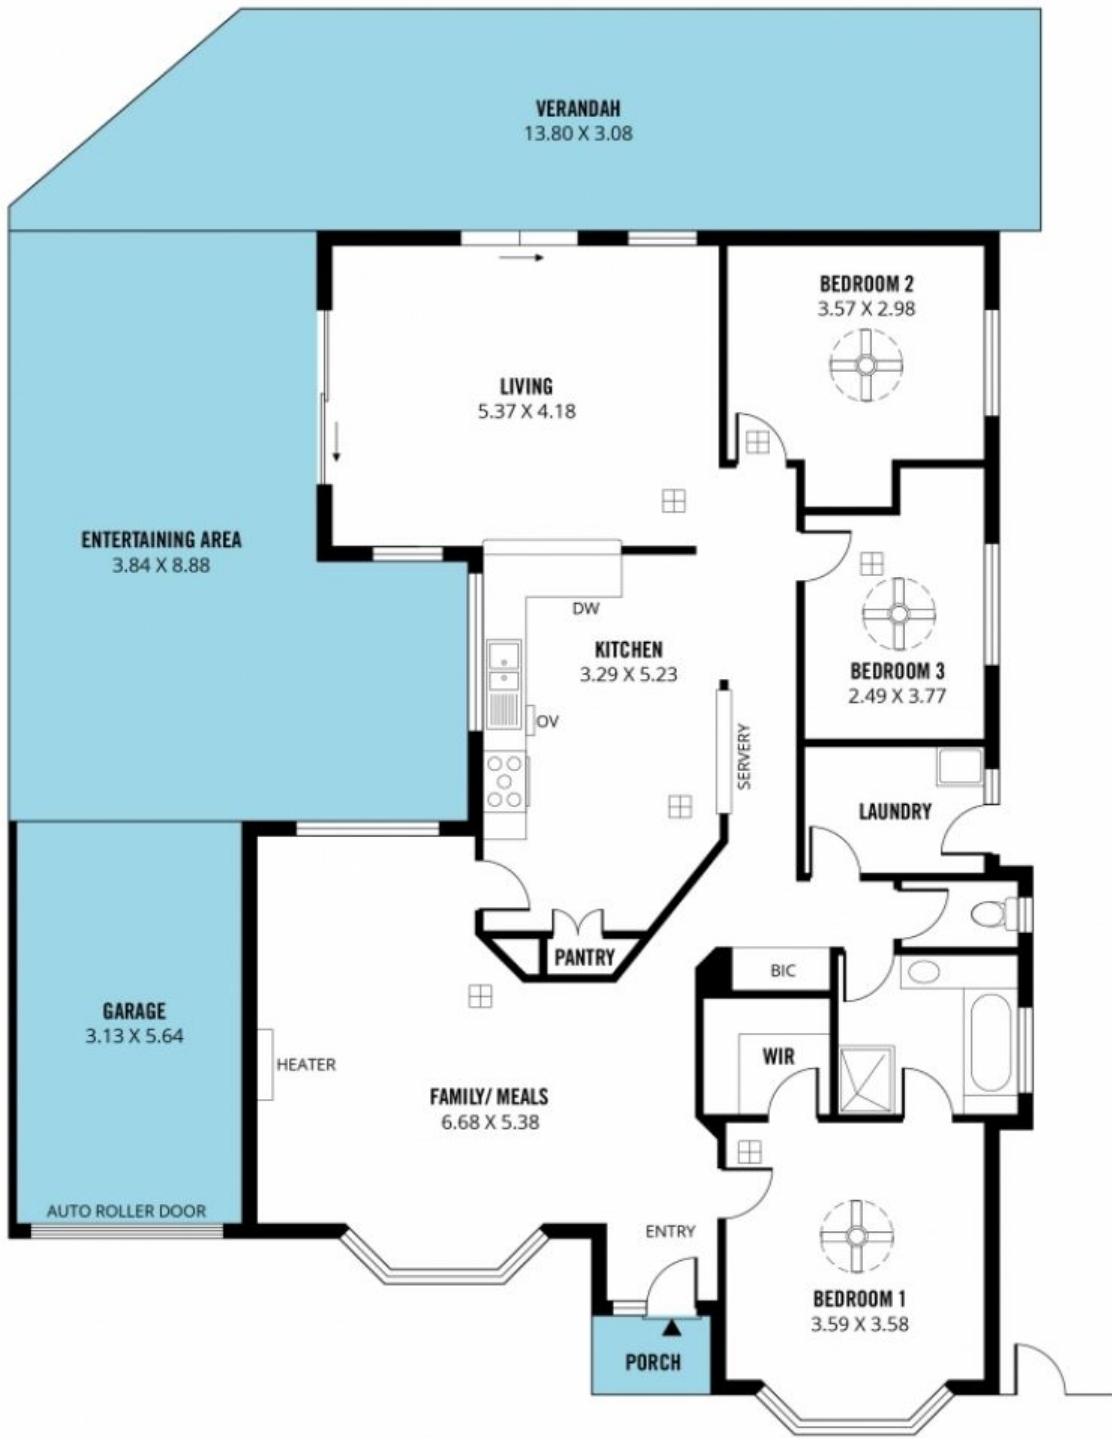 VERANDAH
13.80 X 3.08
BEDROOM 2
3.57 X 2.98
LIVING
5.37 X 4.18
ENTERTAINING AREA
3.84 X 8.88
DW
KITCHEN
3.29 X 5.23
BEDROOM 3
2.49 X 3.77
OV
SERVERY
LAUNDRY
PANTRY
BIC
GARAGE
3.13 X 5.64
HEATER
WIR
FAMILY/ MEALS
6.68 X 5.38
AUTO ROLLER DOOR
ENTRY
BEDROOM 1
3.59 X 3.58
PORCH